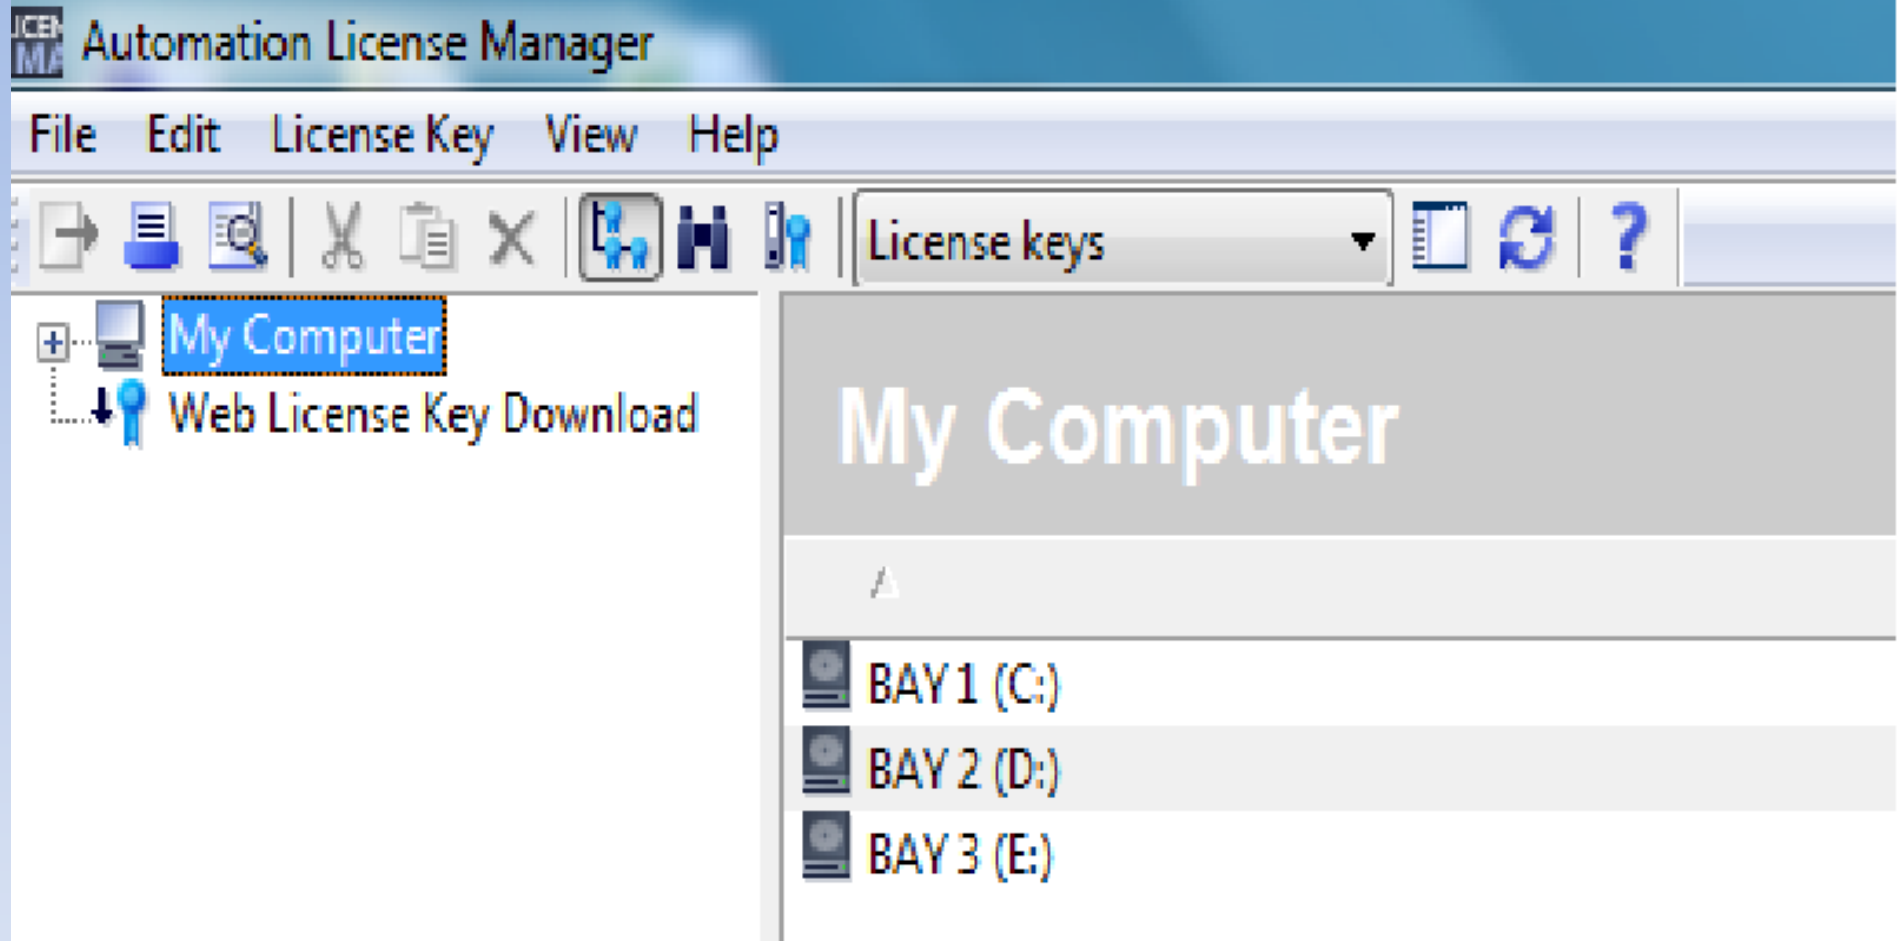 Automation License Manager
File Edit License Key View Help
License keys
My Computer
Web License Key Download
My Computer
BAY 1 (C:)
BAY 2 (D:)
BAY 3 (E:)